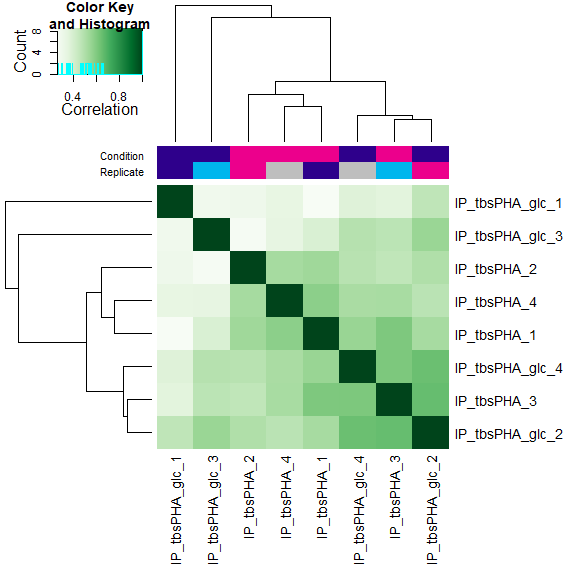 Color Key
and Histogram
Count
0 4 8
0.4 0.8
Correlation
Condition
Replicate
IP_tbsPHA_glc_1
IP_tbsPHA_glc_3
IP_tbsPHA_2
IP_tbsPHA_4
IP_tbsPHA_1
IP_tbsPHA_glc_4
IP_tbsPHA_3
IP_tbsPHA_glc_2
IP_tbsPHA_glc_1
IP_tbsPHA_glc_3
IP_tbsPHA_2
IP_tbsPHA_4
IP_tbsPHA_1
IP_tbsPHA_glc_4
IP_tbsPHA_3
IP_tbsPHA_glc_2